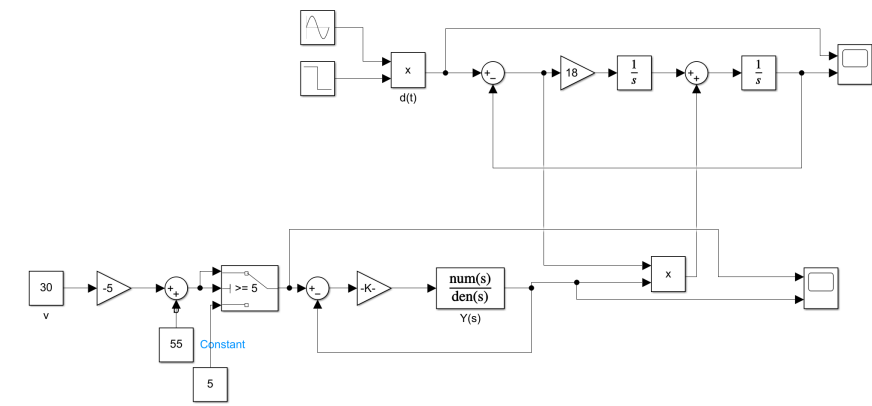 x
d(t)
+
−
18
1
s
+
+
1
s
30
v
-5
+
+
>= 5
55
Constant
5
+
−
-K-
num(s)
den(s)
Y(s)
x